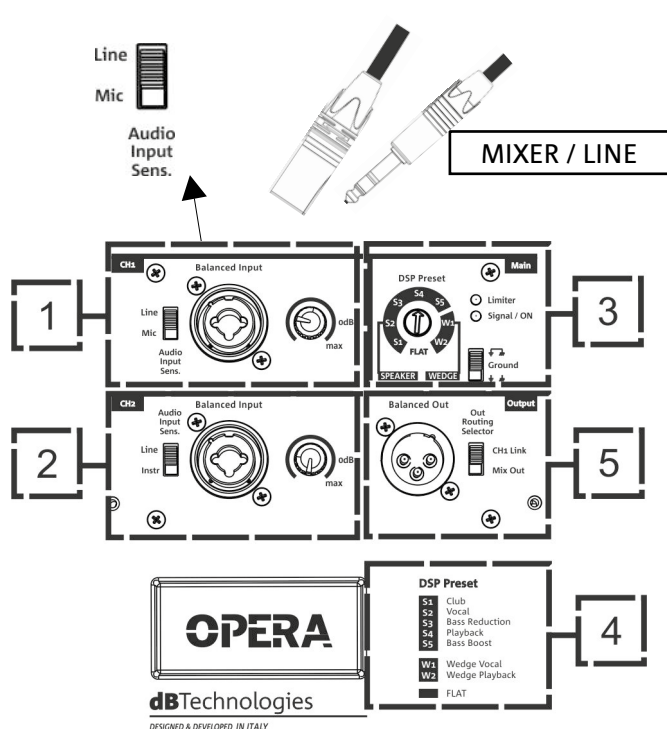 Line
Mic
Audio
Input
Sens.
MIXER / LINE
1
CH1
Balanced Input
Line
Mic
Audio
Input
Sens.
0dB
max
Main
DSP Preset
S1
S2
S3
S4
S5
W1
W2
FLAT
SPEAKER
WEDGE
Limiter
Signal / ON
Ground
3
2
CH2
Audio
Input
Sens.
Balanced Input
Line
Instr
0dB
max
Output
Balanced Out
Out
Routing
Selector
CH1 Link
Mix Out
5
OPERA
dBTechnologies
DESIGNED & DEVELOPED IN ITALY
DSP Preset
S1 Club
S2 Vocal
S3 Bass Reduction
S4 Playback
S5 Bass Boost
W1 Wedge Vocal
W2 Wedge Playback
FLAT
4